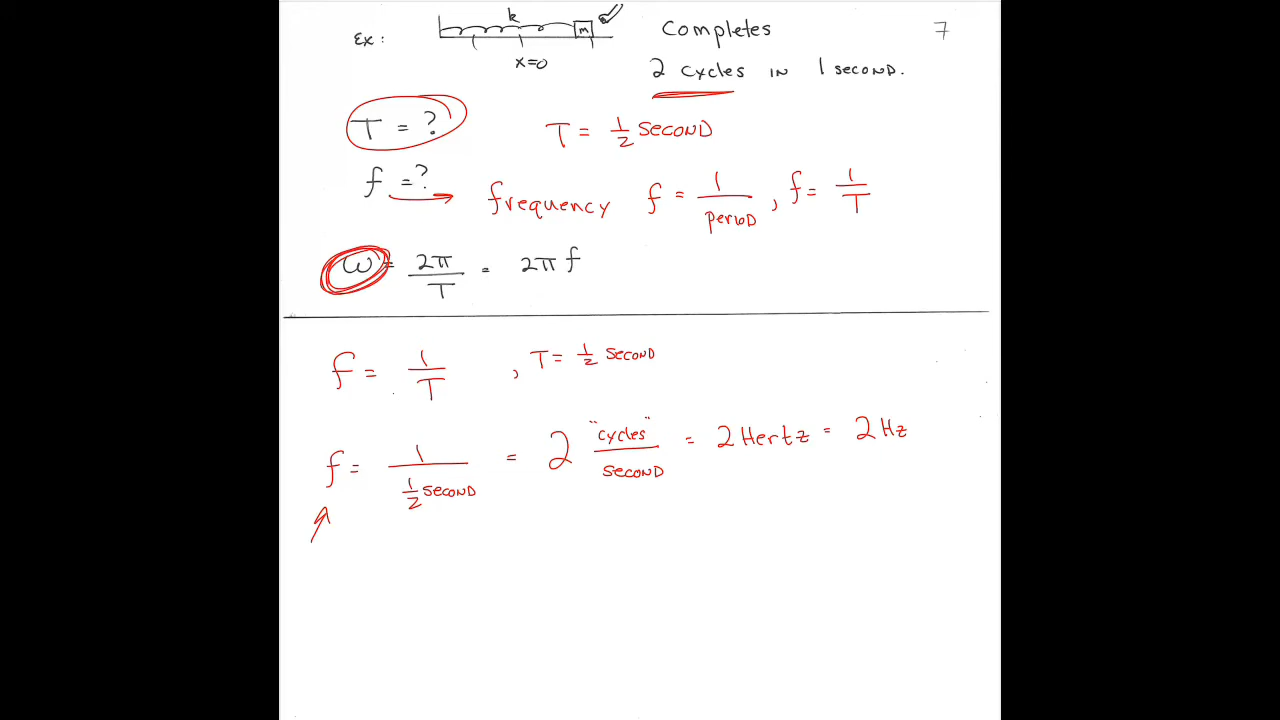 Ex: k m Completes 7
x=0 2 cycles in 1 second.
T = ? T = 1/2 second
f = ? frequency f = 1/period, f = 1/T
ω = 2π/T = 2π f
f = 1/T , T = 1/2 second
f = 1/(1/2 second) = 2 "cycles"/second = 2 Hertz = 2 Hz